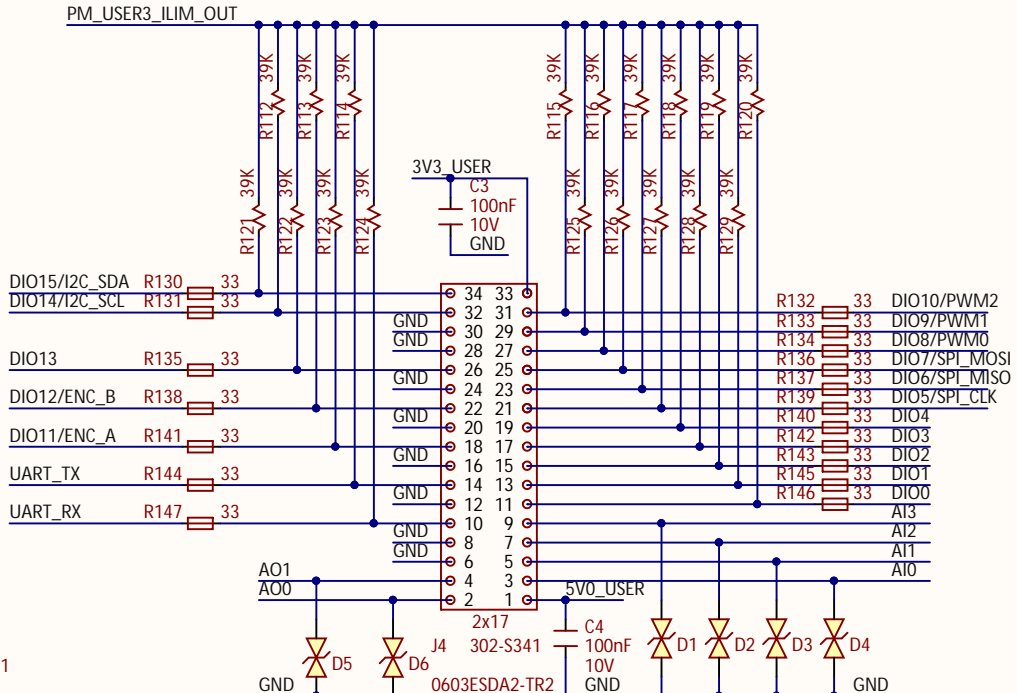 PM_USER3_ILIM_OUT
39K 39K 39K 39K 39K 39K 39K 39K 39K
R112 R113 R114 R115 R116 R117 R118 R119 R120
39K 39K 39K 39K 39K 39K 39K 39K 39K
R121 R122 R123 R124 R125 R126 R127 R128 R129
3V3_USER
C3
100nF
10V
GND
DIO15/I2C_SDA R130 33 34 33
DIO14/I2C_SCL R131 33 32 31 R132 33 DIO10/PWM2
GND 30 29 R133 33 DIO9/PWM1
GND 28 27 R134 33 DIO8/PWM0
DIO13 R135 33 26 25 R136 33 DIO7/SPI_MOSI
GND 24 23 R137 33 DIO6/SPI_MISO
DIO12/ENC_B R138 33 22 21 R139 33 DIO5/SPI_CLK
GND 20 19 R140 33 DIO4
DIO11/ENC_A R141 33 18 17 R142 33 DIO3
GND 16 15 R143 33 DIO2
UART_TX R144 33 14 13 R145 33 DIO1
GND 12 11 R146 33 DIO0
UART_RX R147 33 10 9 AI3
GND 8 7 AI2
GND 6 5 AI1
AO1 4 3 AI0
AO0 2 1 5V0_USER
2x17
J4 302-S341
C4
100nF
10V
GND
D5 D6 D1 D2 D3 D4
1
GND 0603ESDA2-TR2 GND